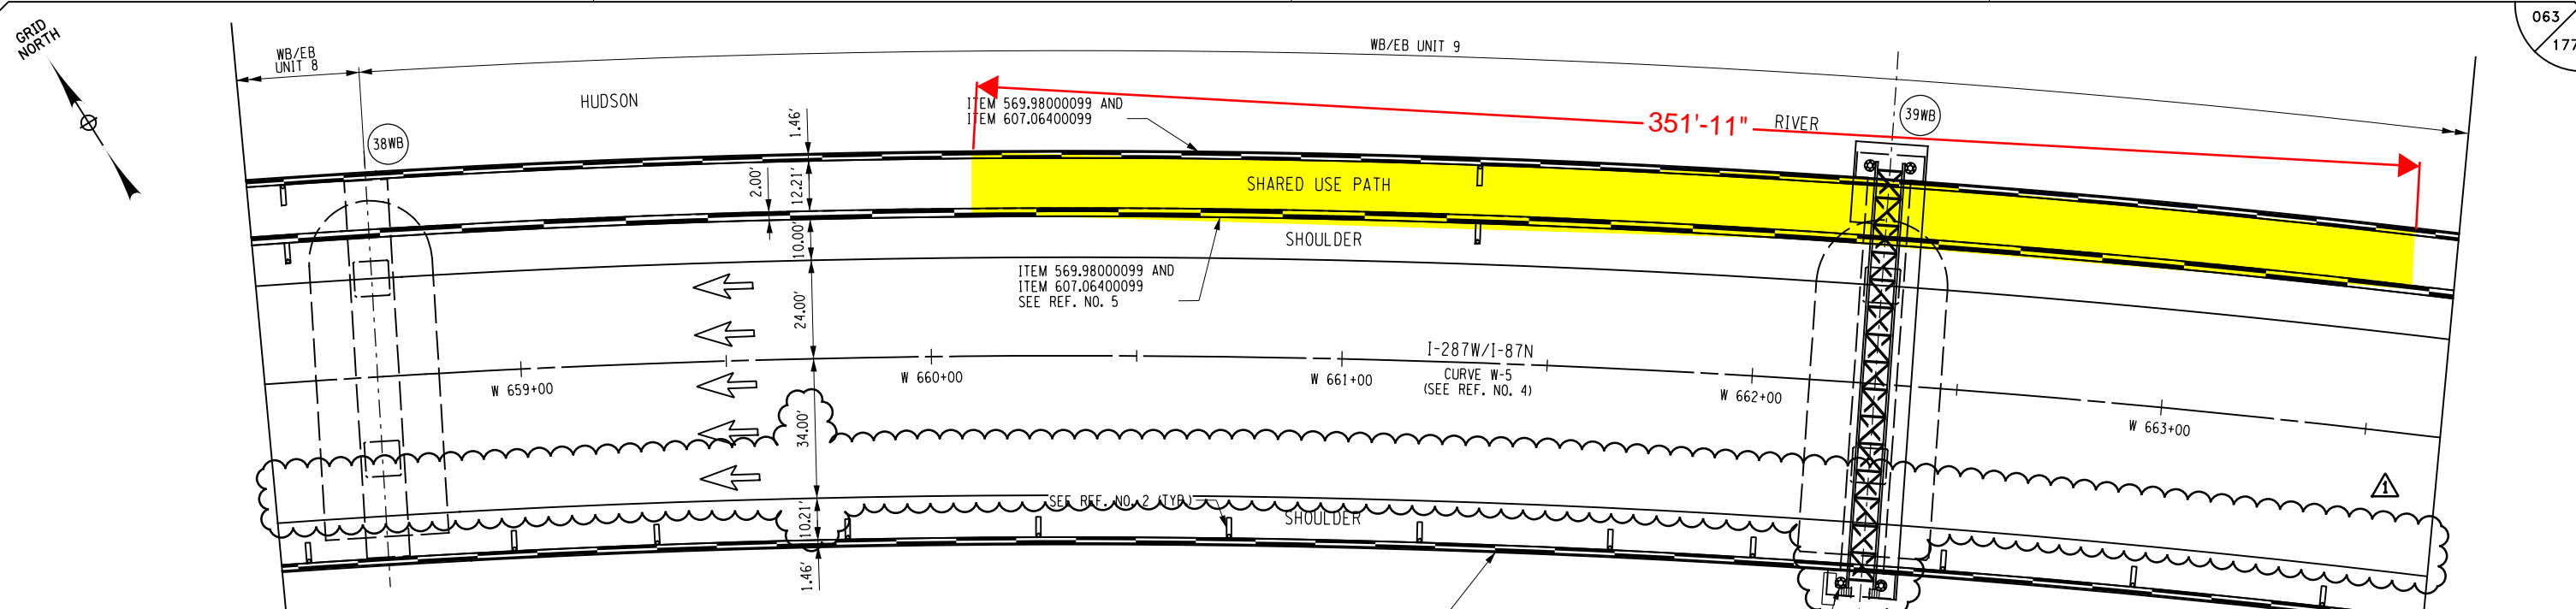 GRID
NORTH
WB/EB
UNIT 8
WB/EB UNIT 9
063
177
HUDSON
ITEM 569.98000099 AND
ITEM 607.06400099
351'-11"
RIVER
38WB
39WB
1.46'
2.00'
12.21'
SHARED USE PATH
10.00'
SHOULDER
ITEM 569.98000099 AND
ITEM 607.06400099
SEE REF. NO. 5
24.00'
I-287W/I-87N
CURVE W-5
(SEE REF. NO. 4)
W 659+00
W 660+00
W 661+00
W 662+00
W 663+00
34.00'
1
SEE REF. NO. 2 (TYP.)
10.21'
SHOULDER
1.46'